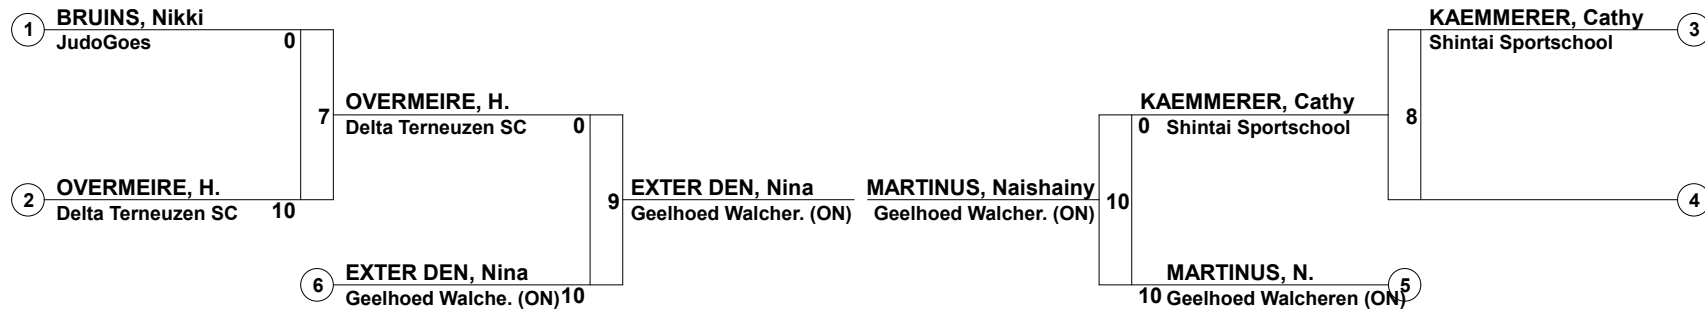 1 BRUINS, Nikki
JudoGoes 0
7
2 OVERMEIRE, H.
Delta Terneuzen SC 10
OVERMEIRE, H.
Delta Terneuzen SC 0
9
6 EXTER DEN, Nina
Geelhoed Walche. (ON) 10
EXTER DEN, Nina
Geelhoed Walcher. (ON)
MARTINUS, Naishainy
Geelhoed Walcher. (ON)
10
KAEMMERER, Cathy
0 Shintai Sportschool
MARTINUS, N. 5
10 Geelhoed Walcheren (ON)
8
KAEMMERER, Cathy 3
Shintai Sportschool
4